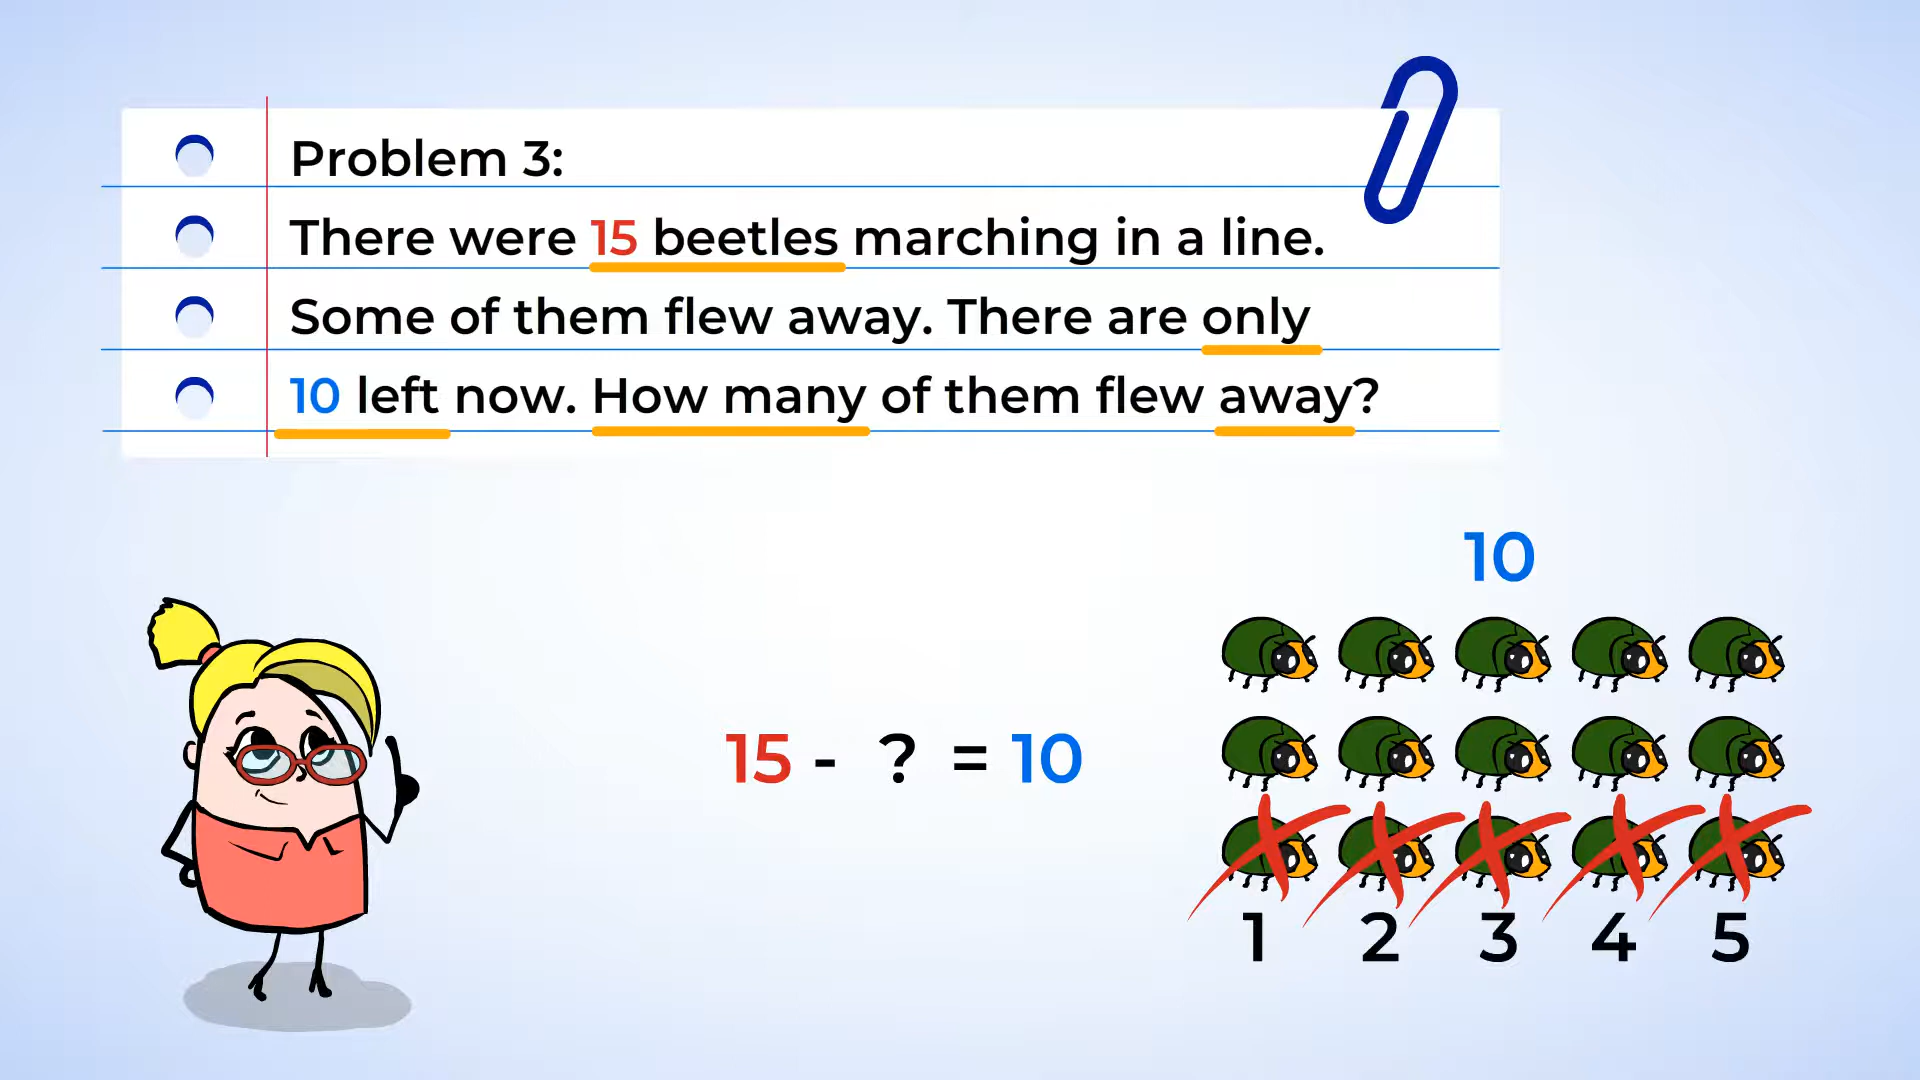 Problem 3:
There were 15 beetles marching in a line.
Some of them flew away. There are only
10 left now. How many of them flew away?
10
15 - ? = 10
1 2 3 4 5